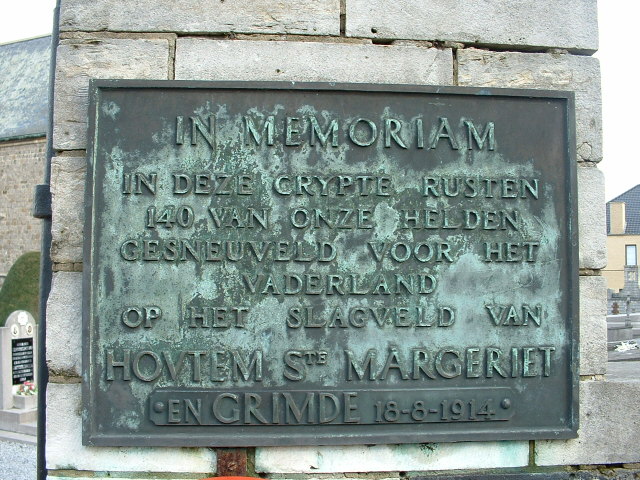 IN MEMORIAM
IN DEZE CRYPTE RUSTEN
140 VAN ONZE HELDEN
GESNEUVELD VOOR HET
VADERLAND
OP HET SLAGVELD VAN
HOVTEM STE MARGERIET
EN GRIMDE 18-8-1914